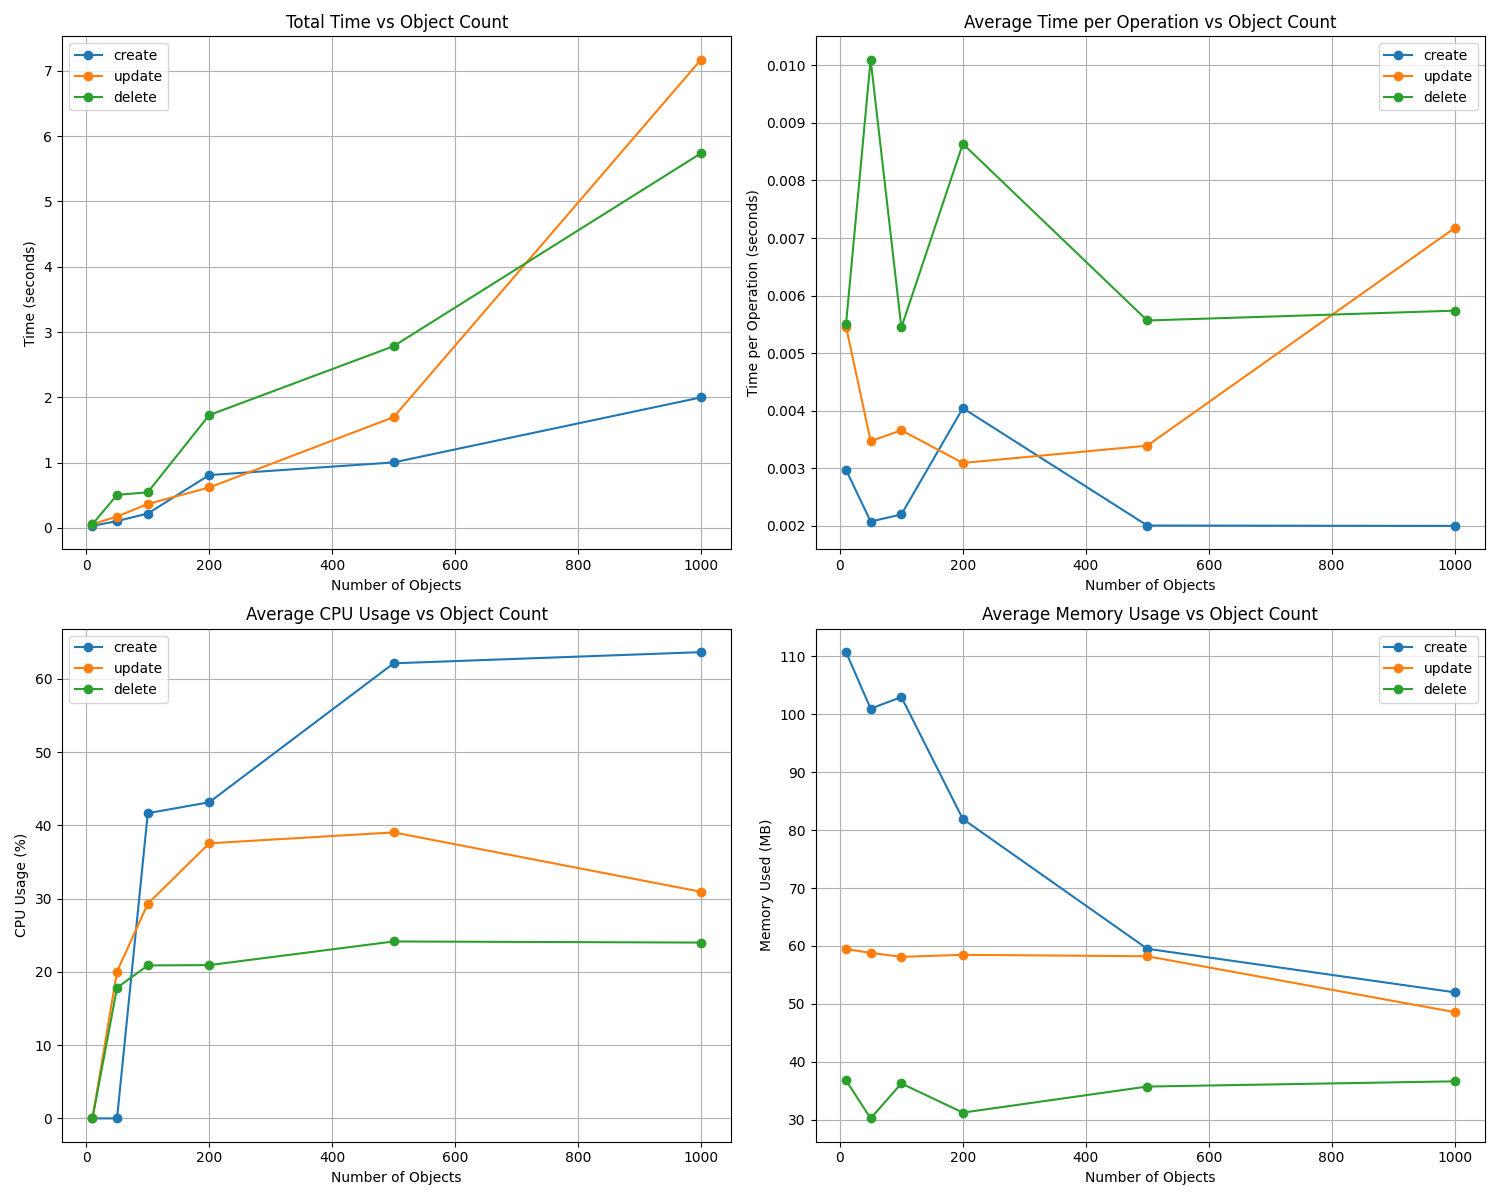 Total Time vs Object Count
create
update
delete
Time (seconds)
7
6
5
4
3
2
1
0
0 200 400 600 800 1000
Number of Objects
Average Time per Operation vs Object Count
create
update
delete
Time per Operation (seconds)
0.010
0.009
0.008
0.007
0.006
0.005
0.004
0.003
0.002
0 200 400 600 800 1000
Number of Objects
Average CPU Usage vs Object Count
create
update
delete
CPU Usage (%)
60
50
40
30
20
10
0
0 200 400 600 800 1000
Number of Objects
Average Memory Usage vs Object Count
create
update
delete
Memory Used (MB)
110
100
90
80
70
60
50
40
30
0 200 400 600 800 1000
Number of Objects